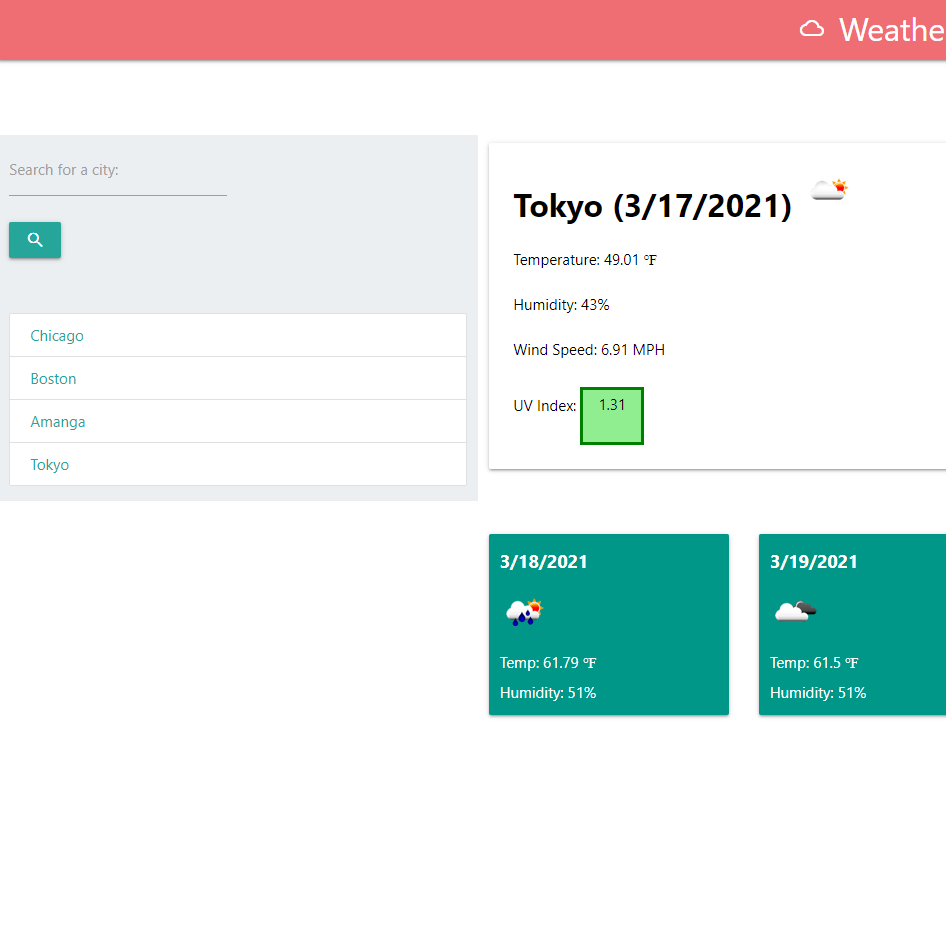 Weathe
Search for a city:
Chicago
Boston
Amanga
Tokyo
Tokyo (3/17/2021)
Temperature: 49.01 °F
Humidity: 43%
Wind Speed: 6.91 MPH
UV Index: 1.31
3/18/2021
Temp: 61.79 °F
Humidity: 51%
3/19/2021
Temp: 61.5 °F
Humidity: 51%